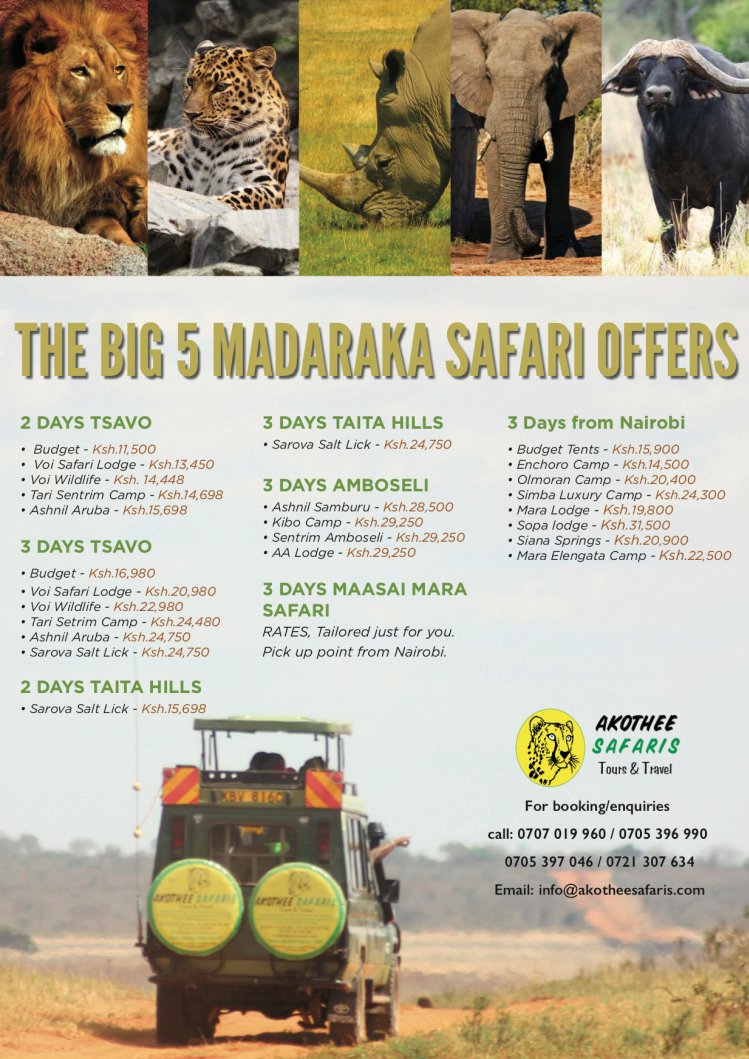 THE BIG 5 MADARAKA SAFARI OFFERS
2 DAYS TSAVO
• Budget - Ksh.11,500
• Voi Safari Lodge - Ksh.13,450
• Voi Wildlife - Ksh. 14,448
• Tari Sentrim Camp - Ksh.14,698
• Ashnil Aruba - Ksh.15,698
3 DAYS TSAVO
• Budget - Ksh.16,980
• Voi Safari Lodge - Ksh.20,980
• Voi Wildlife - Ksh.22,980
• Tari Setrim Camp - Ksh.24,480
• Ashnil Aruba - Ksh.24,750
• Sarova Salt Lick - Ksh.24,750
2 DAYS TAITA HILLS
• Sarova Salt Lick - Ksh.15,698
3 DAYS TAITA HILLS
• Sarova Salt Lick - Ksh.24,750
3 DAYS AMBOSELI
• Ashnil Samburu - Ksh.28,500
• Kibo Camp - Ksh.29,250
• Sentrim Amboseli - Ksh.29,250
• AA Lodge - Ksh.29,250
3 DAYS MAASAI MARA
SAFARI
RATES, Tailored just for you.
Pick up point from Nairobi.
3 Days from Nairobi
• Budget Tents - Ksh.15,900
• Enchoro Camp - Ksh.14,500
• Olmoran Camp - Ksh.20,400
• Simba Luxury Camp - Ksh.24,300
• Mara Lodge - Ksh.19,800
• Sopa lodge - Ksh.31,500
• Siana Springs - Ksh.20,900
• Mara Elengata Camp - Ksh.22,500
AKOTHEE
SAFARIS
Tours & Travel
For booking/enquiries
call: 0707 019 960 / 0705 396 990
0705 397 046 / 0721 307 634
Email: info@akotheesafaris.com
KBV 816C
AKOTHEE SAFARIS
Tours & Travel
AKOTHEE SAFARIS
Tours & Travel